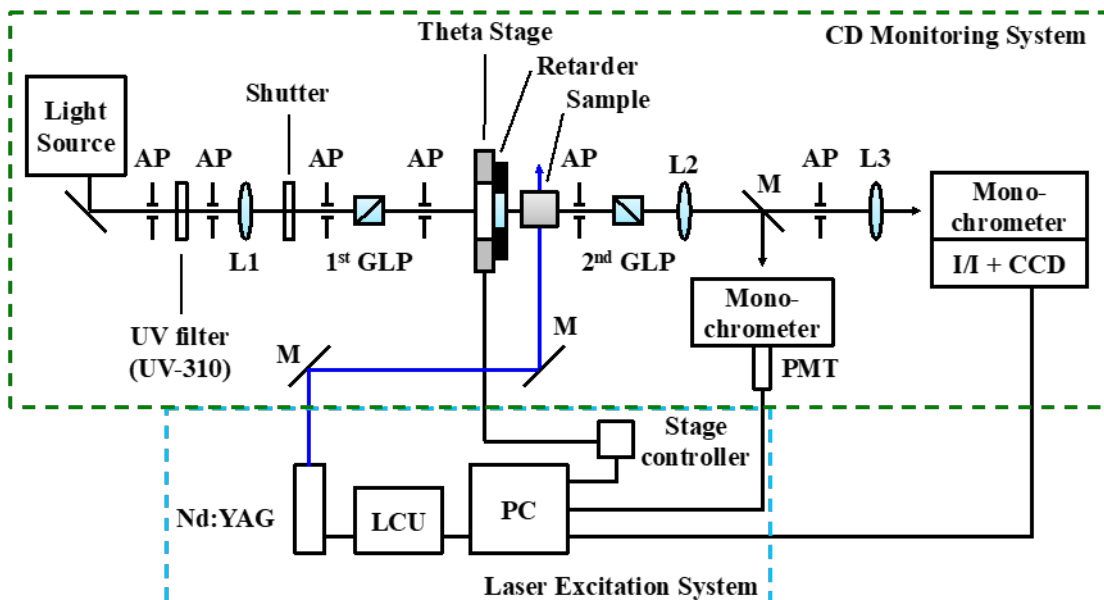 Theta Stage
CD Monitoring System
Retarder
Sample
Shutter
Light
Source
AP
AP
AP
AP
AP
L2
M
AP
L3
Mono-
chrometer
I/I + CCD
L1
1st GLP
2nd GLP
Mono-
chrometer
UV filter
(UV-310)
M
M
PMT
Stage
controller
Nd:YAG
LCU
PC
Laser Excitation System